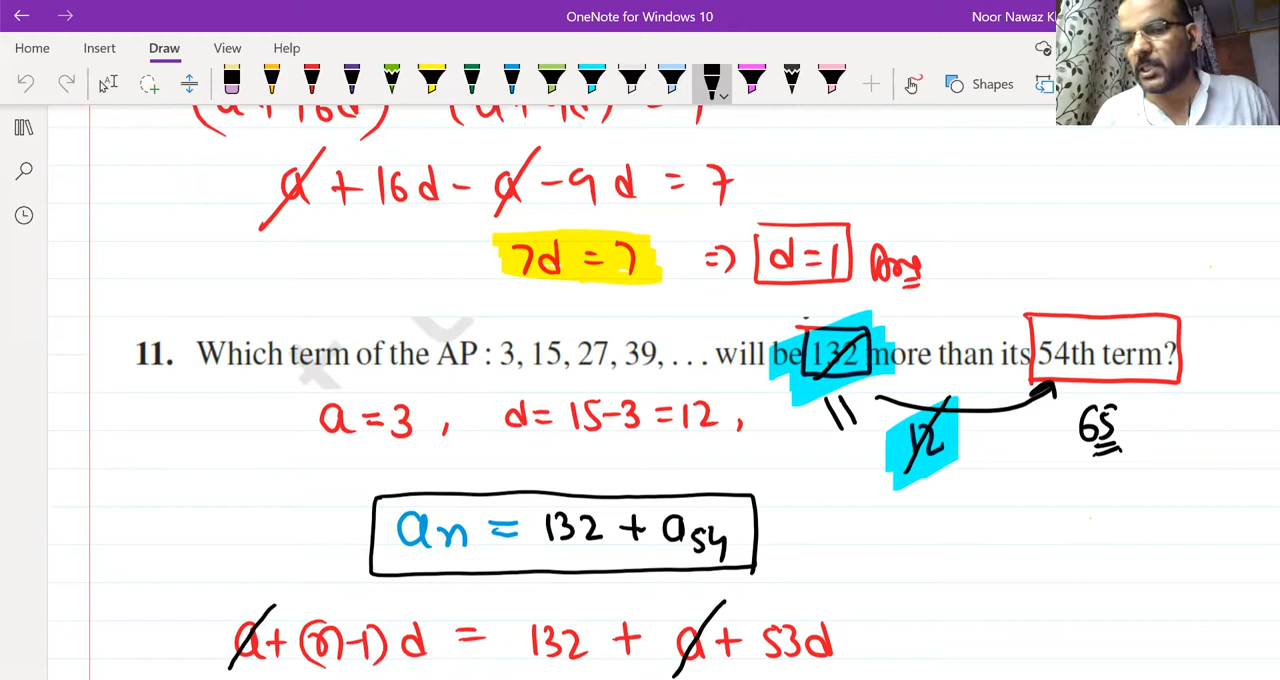 OneNote for Windows 10
Noor Nawaz K
Home Insert Draw View Help
Shapes
a + 16d - a - 9d = 7
7d = 7 => d = 1 Ans
11. Which term of the AP : 3, 15, 27, 39, . . . will be 132 more than its 54th term?
a = 3 , d = 15-3 = 12 , 11 12 65
an = 132 + a54
a + (n-1) d = 132 + a + 53d